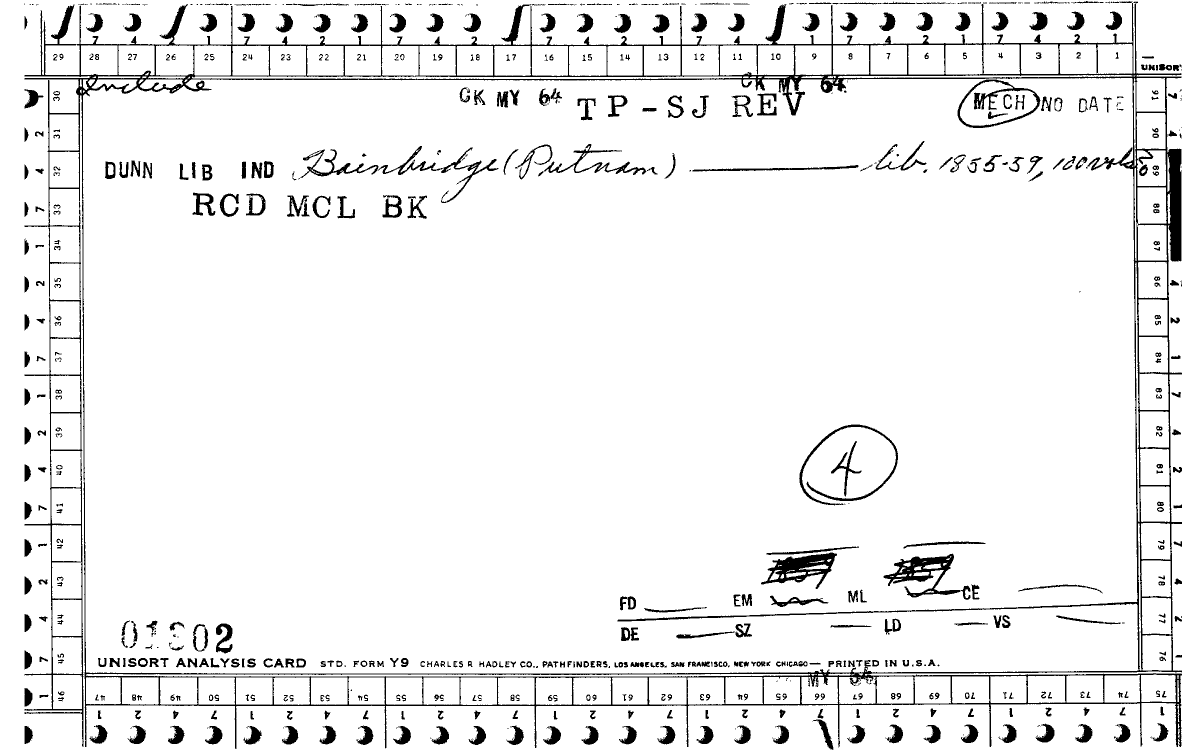 7 4 2 1 7 4 2 1 7 4 2 1 7 4 2 1 7 4 2 1 7 4 2 1
29 28 27 26 25 24 23 22 21 20 19 18 17 16 15 14 13 12 11 10 9 8 7 6 5 4 3 2 1
UNISORT
Include
CK MY 64
CK MY 64
TP-SJ REV
MECH NO DATE
DUNN LIB IND Bainbridge (Putnam) lib. 1855-59, 100 vols
RCD MCL BK
30 31 32 33 34 35 36 37 38 39 40 41 42 43 44 45 46
91 90 89 88 87 86 85 84 83 82 81 80 79 78 77 76 75
4
1859 1859
FD EM ML CE
DE SZ LD VS
01302
UNISORT ANALYSIS CARD STD. FORM Y9 CHARLES R. HADLEY CO., PATHFINDERS, LOS ANGELES, SAN FRANCISCO, NEW YORK CHICAGO — PRINTED IN U.S.A.
MY 64
47 48 49 50 51 52 53 54 55 56 57 58 59 60 61 62 63 64 65 66 67 68 69 70 71 72 73 74 75